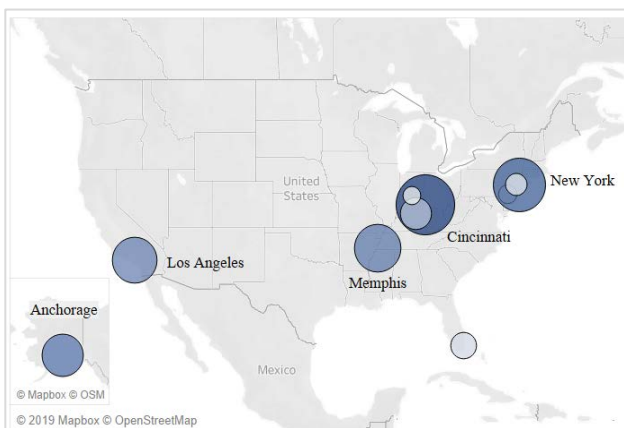 New York
United
States
Cincinnati
Los Angeles
Memphis
Anchorage
Mexico
© Mapbox © OSM
© 2019 Mapbox © OpenStreetMap